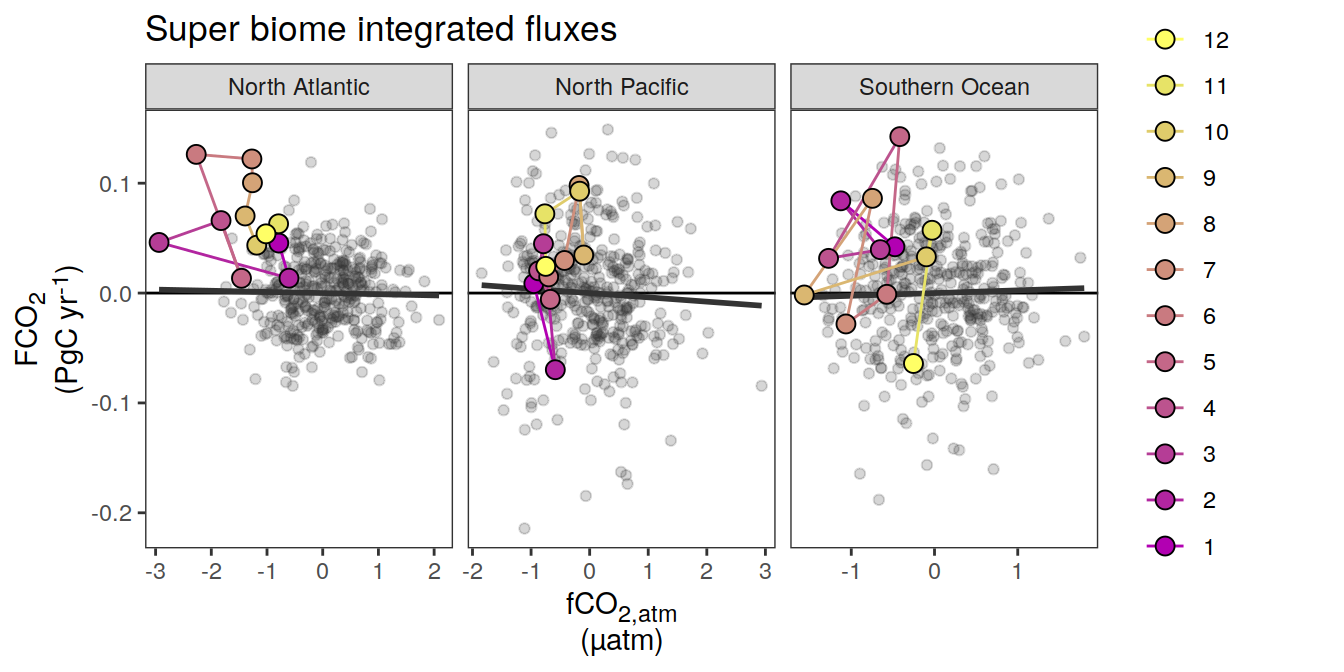 Super biome integrated fluxes
North Atlantic
North Pacific
Southern Ocean
FCO2
(PgC yr-1)
0.1
0.0
-0.1
-0.2
-3 -2 -1 0 1 2
-2 -1 0 1 2 3
-1 0 1
fCO2,atm
(µatm)
12
11
10
9
8
7
6
5
4
3
2
1